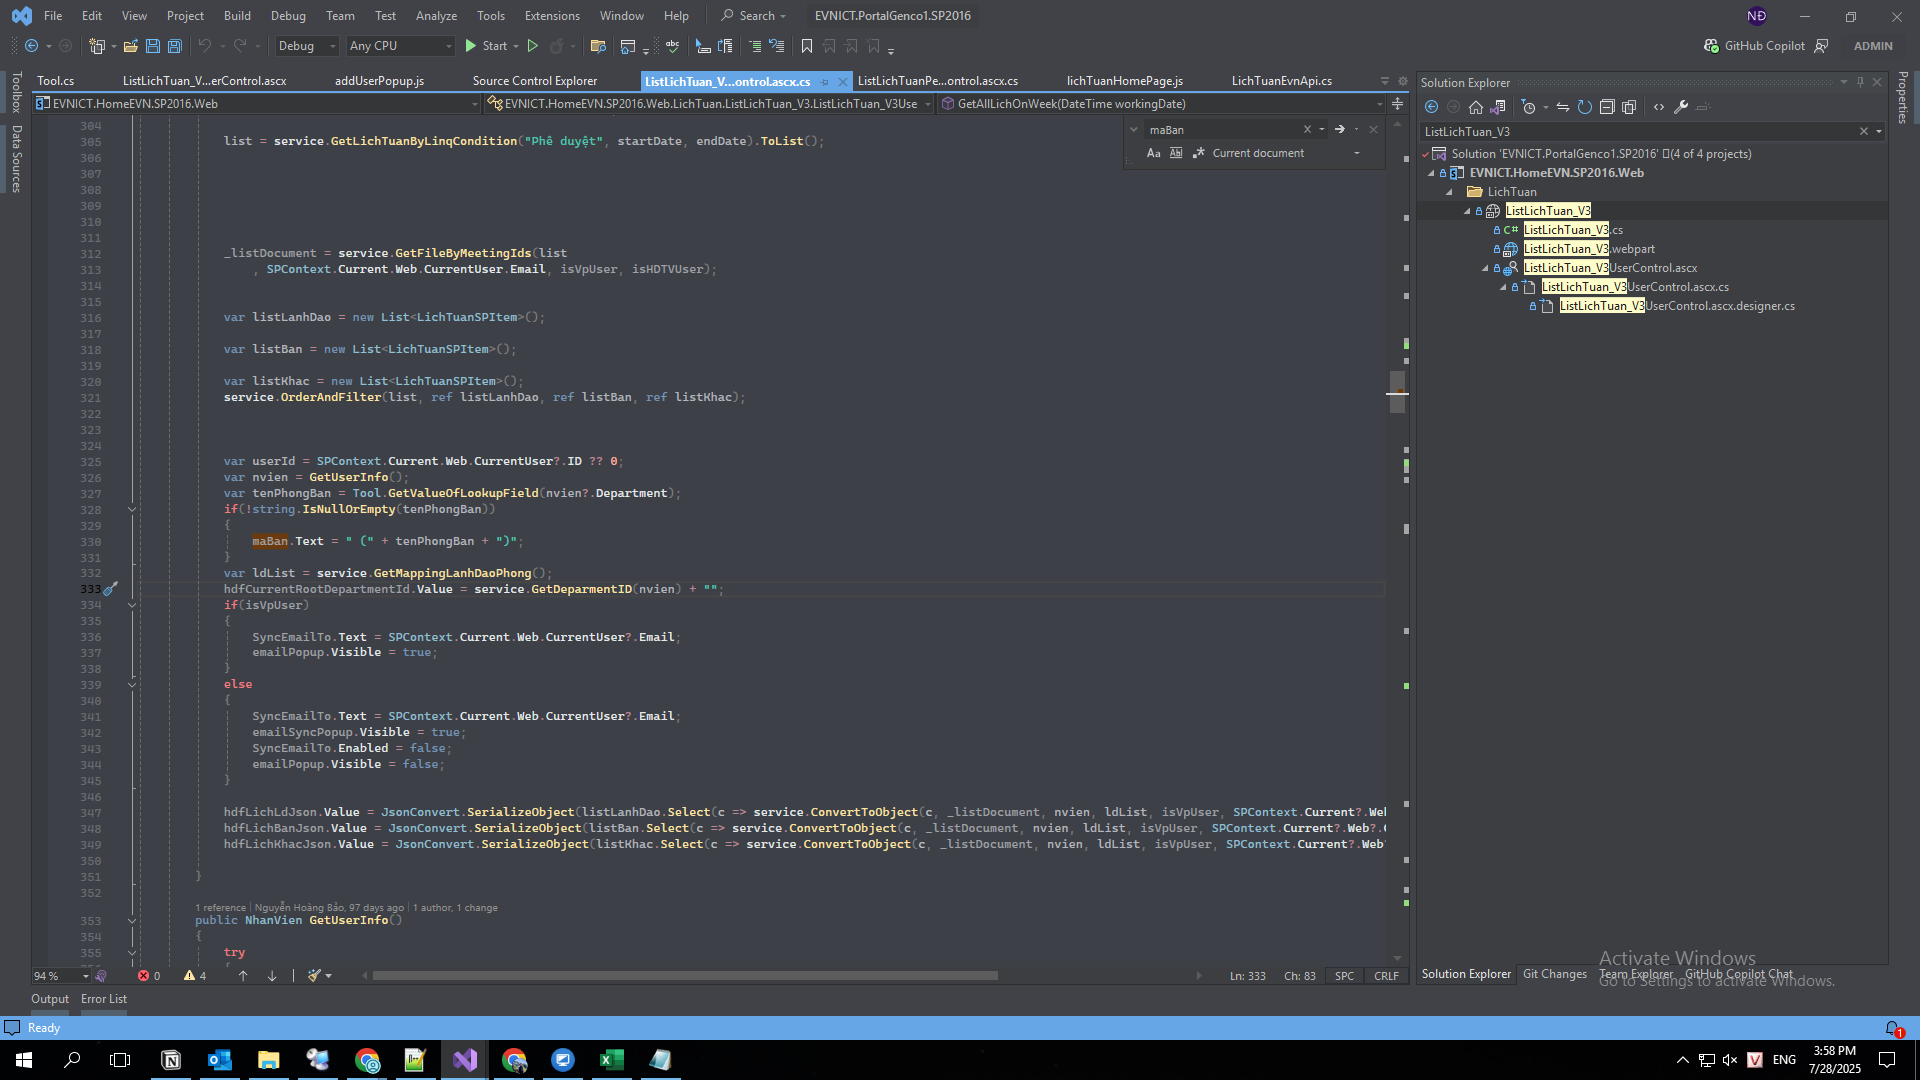 File Edit View Project Build Debug Team Test Analyze Tools Extensions Window Help Search EVNICT.PortalGenco1.SP2016 NĐ
Debug Any CPU Start GitHub Copilot ADMIN
Tool.cs ListLichTuan_V...erControl.ascx.cs addUserPopup.js Source Control Explorer ListLichTuan_V...ontrol.ascx.cs ListLichTuanPe...ontrol.ascx.cs lichTuanHomePage.js LichTuanEvnApi.cs
EVNICT.HomeEVN.SP2016.Web EVNICT.HomeEVN.SP2016.Web.LichTuan.ListLichTuan_V3.ListLichTuan_V3Use GetAllLichOnWeek(DateTime workingDate)
Toolbox
Data Sources
maBan
Aa Ab .* Current document
304
305 list = service.GetLichTuanByLinqCondition("Phê duyệt", startDate, endDate).ToList();
306
307
308
309
310
311
312 _listDocument = service.GetFileByMeetingIds(list
313 , SPContext.Current.Web.CurrentUser.Email, isVpUser, isHDTVUser);
314
315
316 var listLanhDao = new List<LichTuanSPItem>();
317
318 var listBan = new List<LichTuanSPItem>();
319
320 var listKhac = new List<LichTuanSPItem>();
321 service.OrderAndFilter(list, ref listLanhDao, ref listBan, ref listKhac);
322
323
324
325 var userId = SPContext.Current.Web.CurrentUser?.ID ?? 0;
326 var nvien = GetUserInfo();
327 var tenPhongBan = Tool.GetValueOfLookupField(nvien?.Department);
328 if(!string.IsNullOrEmpty(tenPhongBan))
329 {
330 maBan.Text = " (" + tenPhongBan + ")";
331 }
332 var ldList = service.GetMappingLanhDaoPhong();
333 hdfCurrentRootDepartmentId.Value = service.GetDeparmentID(nvien) + "";
334 if(isVpUser)
335 {
336 SyncEmailTo.Text = SPContext.Current.Web.CurrentUser?.Email;
337 emailPopup.Visible = true;
338 }
339 else
340 {
341 SyncEmailTo.Text = SPContext.Current.Web.CurrentUser?.Email;
342 emailSyncPopup.Visible = true;
343 SyncEmailTo.Enabled = false;
344 emailPopup.Visible = false;
345 }
346
347 hdfLichLdJson.Value = JsonConvert.SerializeObject(listLanhDao.Select(c => service.ConvertToObject(c, _listDocument, nvien, ldList, isVpUser, SPContext.Current?.Web
348 hdfLichBanJson.Value = JsonConvert.SerializeObject(listBan.Select(c => service.ConvertToObject(c, _listDocument, nvien, ldList, isVpUser, SPContext.Current?.Web?.
349 hdfLichKhacJson.Value = JsonConvert.SerializeObject(listKhac.Select(c => service.ConvertToObject(c, _listDocument, nvien, ldList, isVpUser, SPContext.Current?.Web
350
351 }
352
1 reference | Nguyễn Hoàng Bảo, 97 days ago | 1 author, 1 change
353 public NhanVien GetUserInfo()
354 {
355 try
94 % 0 4 Ln: 333 Ch: 83 SPC CRLF
Solution Explorer
ListLichTuan_V3
Solution 'EVNICT.PortalGenco1.SP2016' (4 of 4 projects)
EVNICT.HomeEVN.SP2016.Web
LichTuan
ListLichTuan_V3
C# ListLichTuan_V3.cs
ListLichTuan_V3.webpart
ListLichTuan_V3UserControl.ascx
ListLichTuan_V3UserControl.ascx.cs
ListLichTuan_V3UserControl.ascx.designer.cs
Properties
Activate Windows
Go to Settings to activate Windows.
Solution Explorer Git Changes Team Explorer GitHub Copilot Chat
Output Error List
Ready 1
V ENG 3:58 PM
7/28/2025